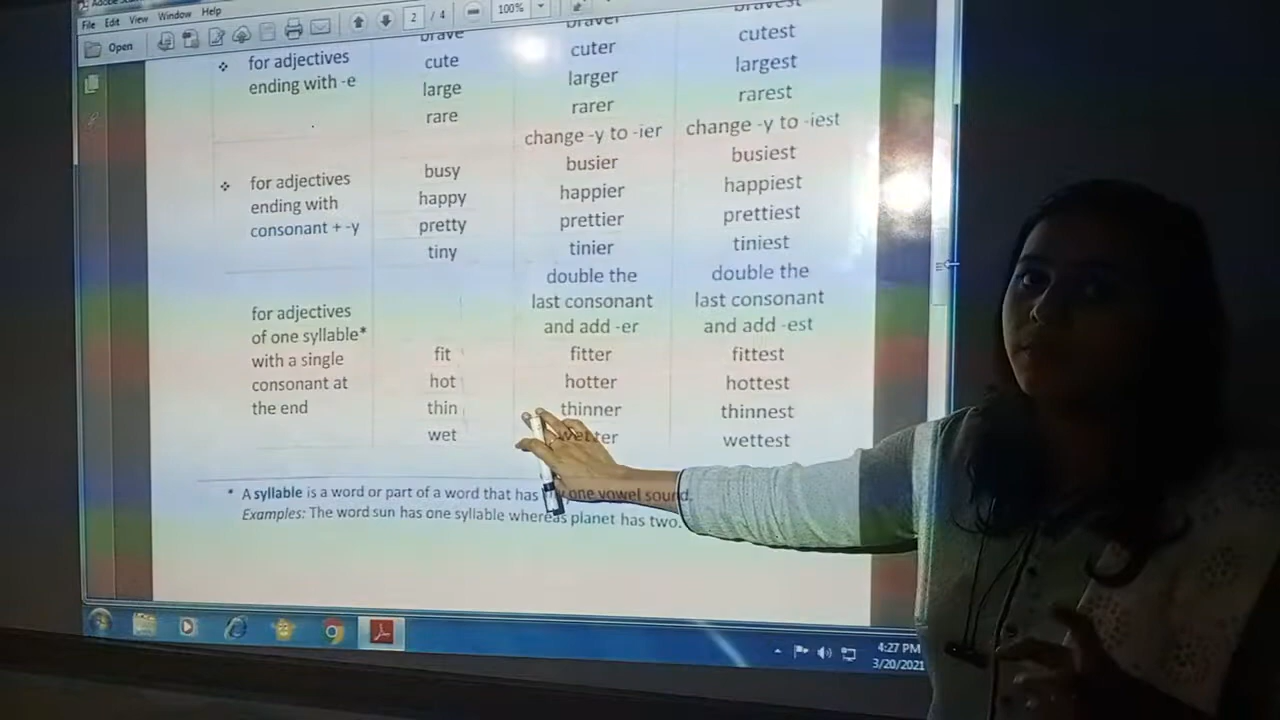 File Edit View Window Help
Open 2 / 4 100%
brave braver bravest
for adjectives cute cuter cutest
ending with -e large larger largest
rare rarer rarest
change -y to -ier change -y to -iest
for adjectives busy busier busiest
ending with happy happier happiest
consonant + -y pretty prettier prettiest
tiny tinier tiniest
double the double the
for adjectives last consonant last consonant
of one syllable* and add -er and add -est
with a single fit fitter fittest
consonant at hot hotter hottest
the end thin thinner thinnest
wet wetter wettest
* A syllable is a word or part of a word that has one vowel sound.
Examples: The word sun has one syllable whereas planet has two.
4:27 PM
3/20/2021